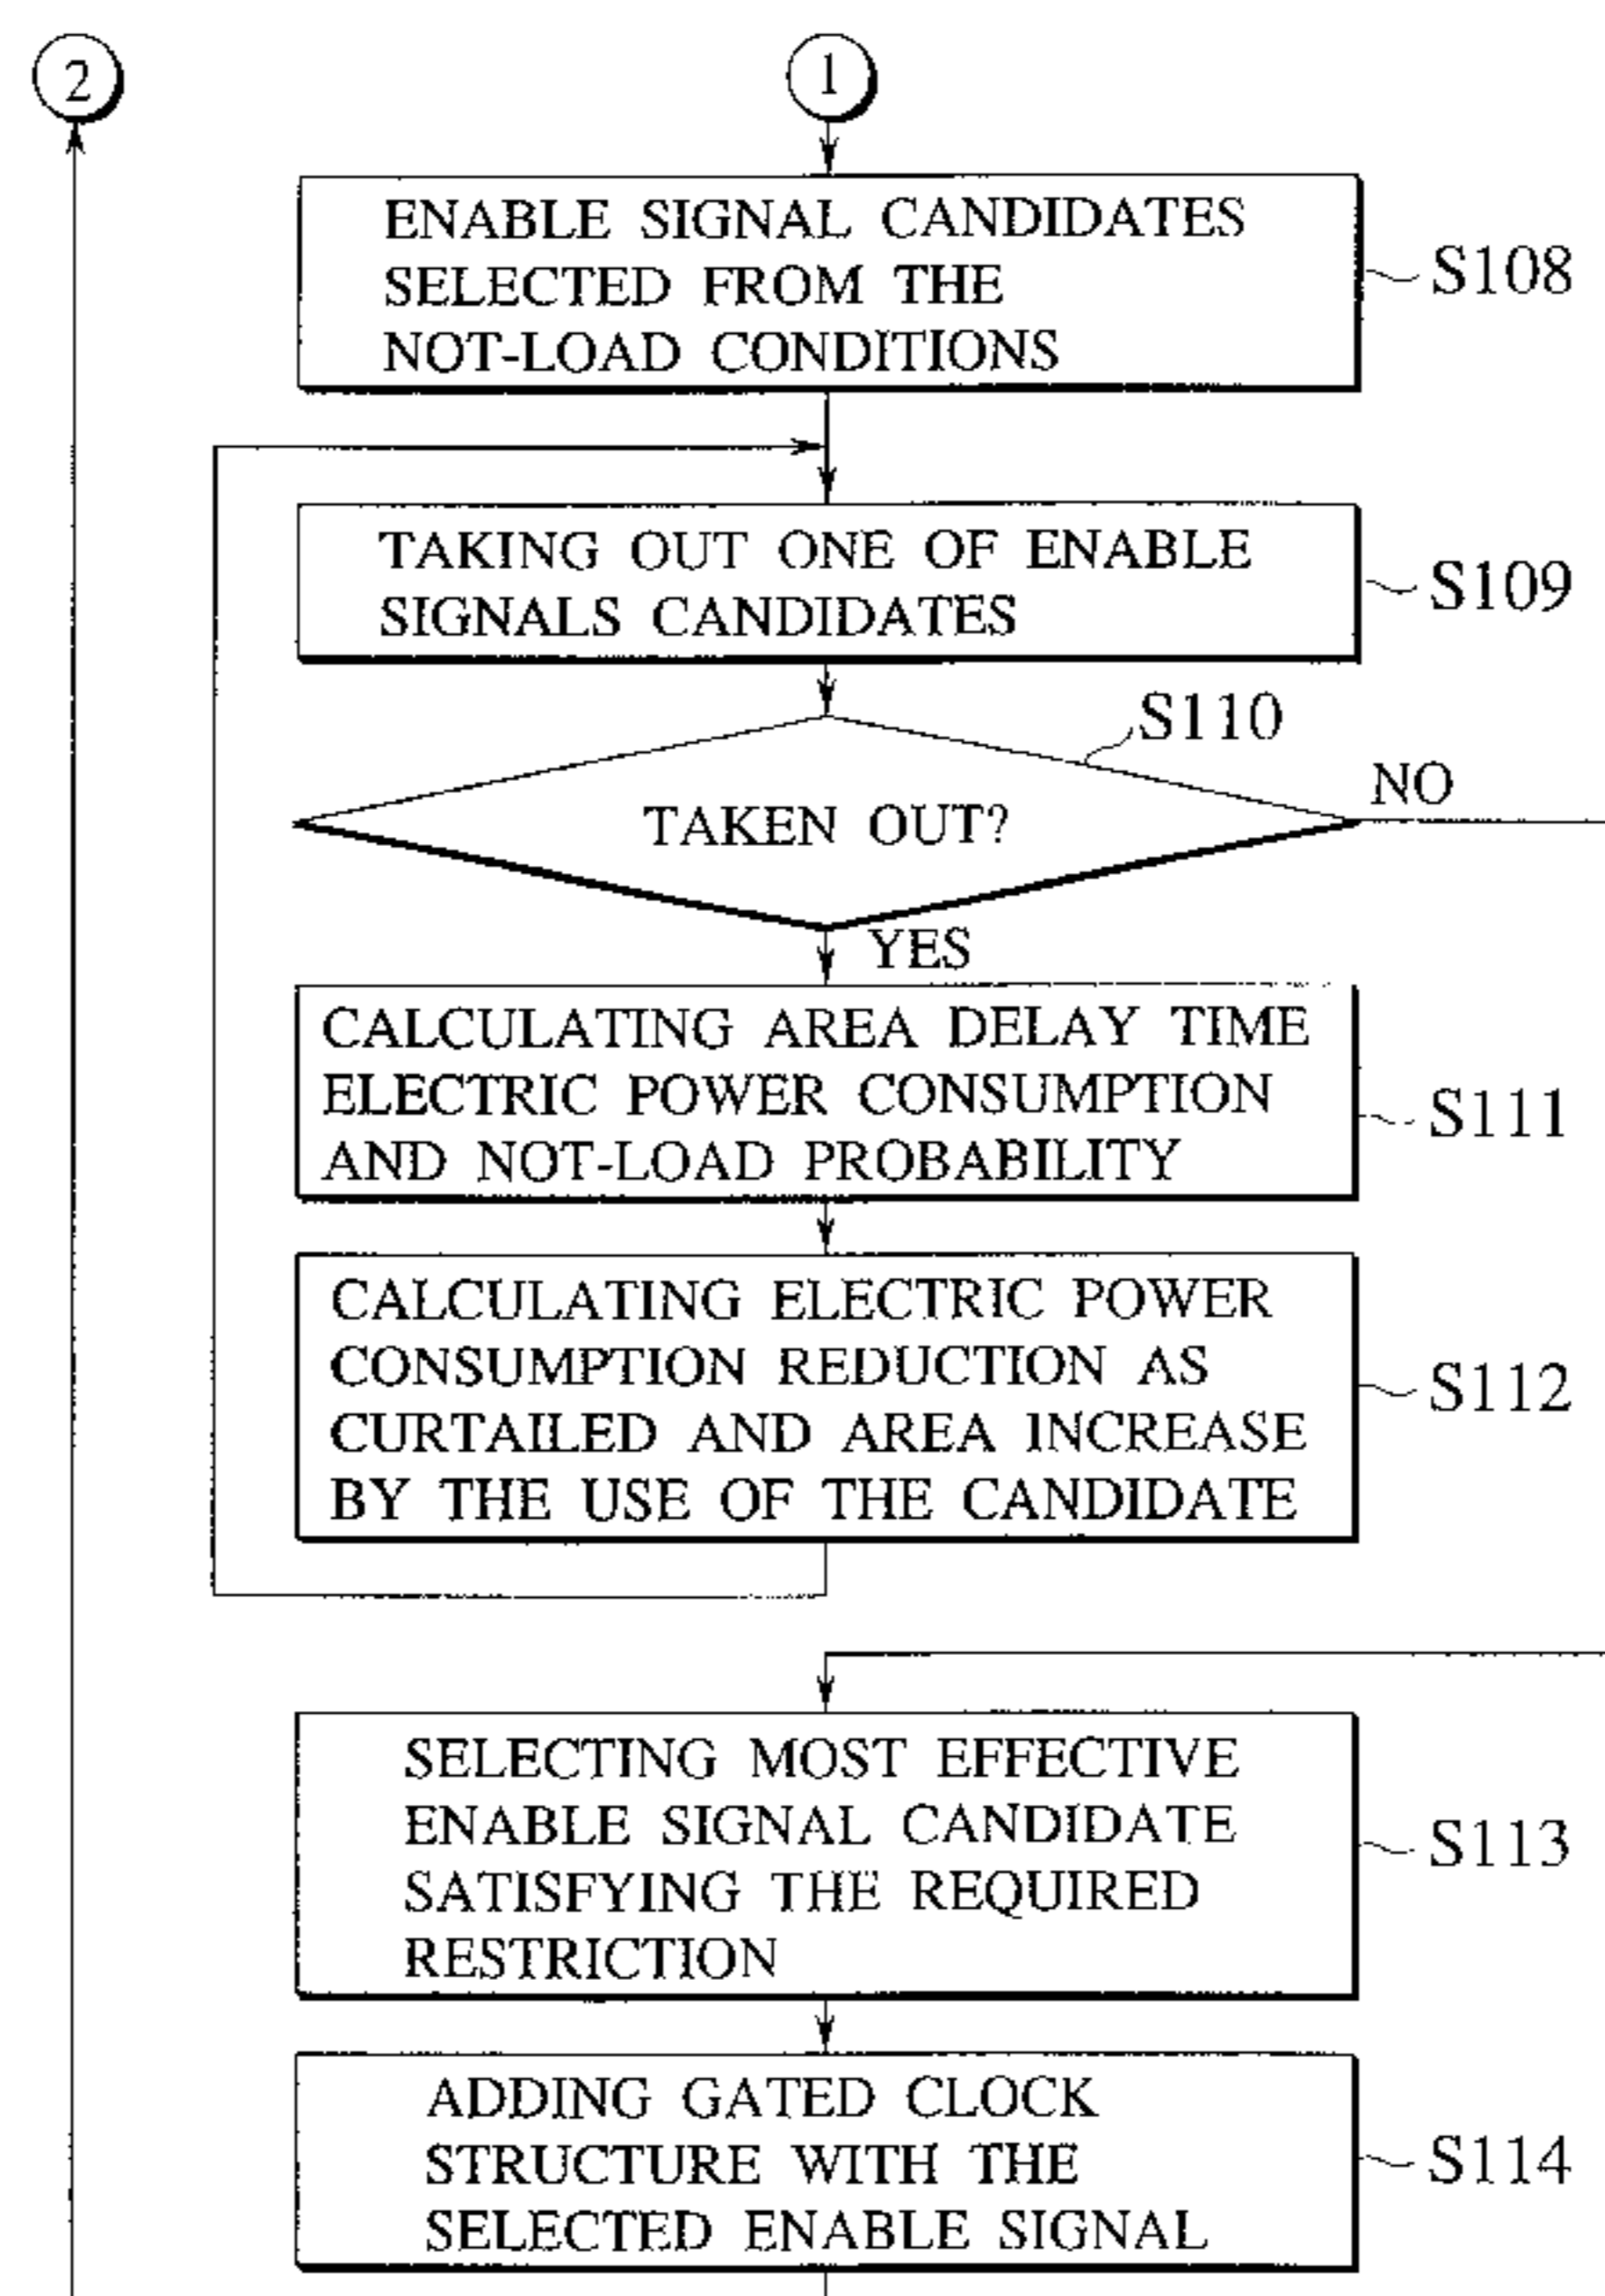 2
1
ENABLE SIGNAL CANDIDATES
SELECTED FROM THE
NOT-LOAD CONDITIONS
S108
TAKING OUT ONE OF ENABLE
SIGNALS CANDIDATES
S109
S110
TAKEN OUT?
NO
YES
CALCULATING AREA DELAY TIME
ELECTRIC POWER CONSUMPTION
AND NOT-LOAD PROBABILITY
S111
CALCULATING ELECTRIC POWER
CONSUMPTION REDUCTION AS
CURTAILED AND AREA INCREASE
BY THE USE OF THE CANDIDATE
S112
SELECTING MOST EFFECTIVE
ENABLE SIGNAL CANDIDATE
SATISFYING THE REQUIRED
RESTRICTION
S113
ADDING GATED CLOCK
STRUCTURE WITH THE
SELECTED ENABLE SIGNAL
S114